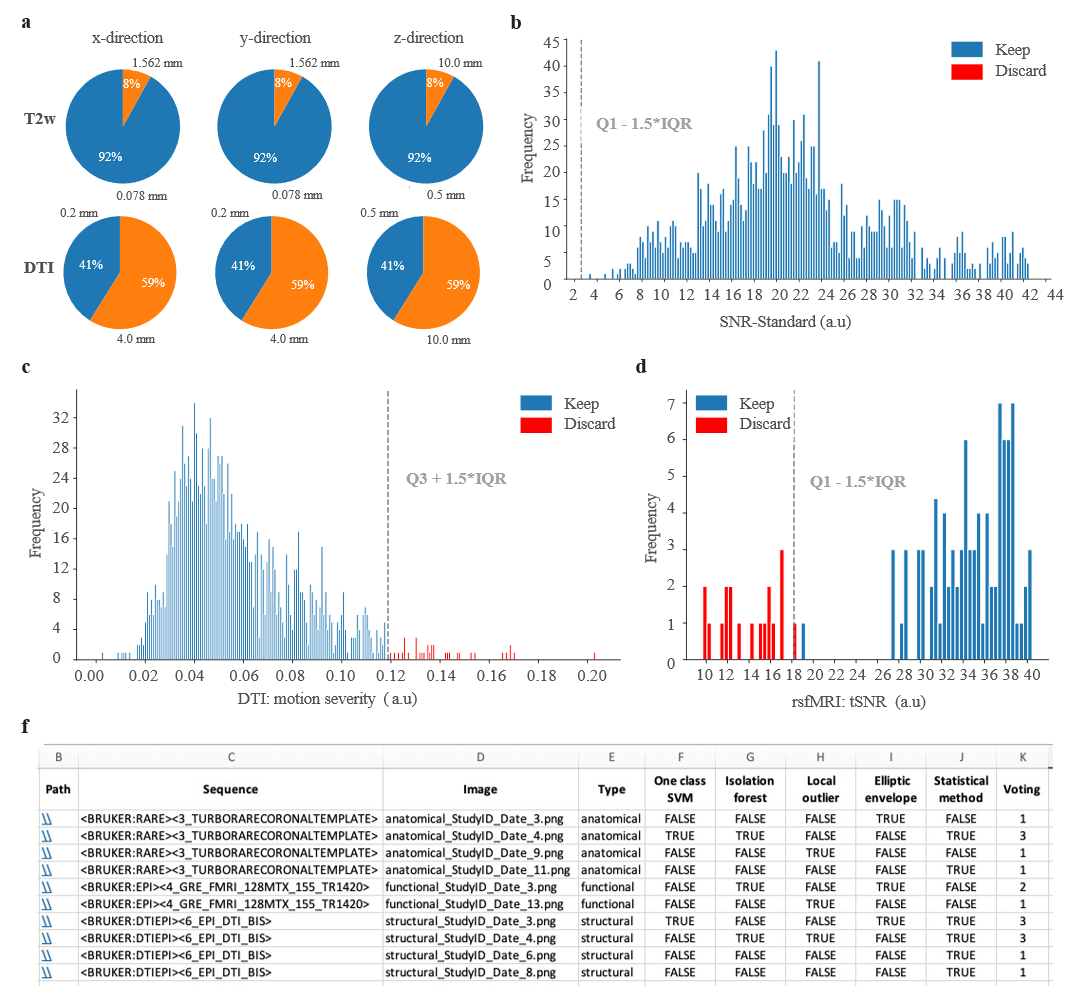 a
x-direction y-direction z-direction
1.562 mm 1.562 mm 10.0 mm
8% 8% 8%
T2w
92% 92% 92%
0.078 mm 0.078 mm 0.5 mm
0.2 mm 0.2 mm 0.5 mm
DTI
41% 41% 41%
59% 59% 59%
4.0 mm 4.0 mm 10.0 mm
b
45
40
35
30
25
20
15
10
5
0
Frequency
Q1 - 1.5*IQR
Keep
Discard
2 4 6 8 10 12 14 16 18 20 22 24 26 28 30 32 34 36 38 40 42 44
SNR-Standard (a.u)
c
32
28
24
20
16
12
8
4
0
Frequency
Q3 + 1.5*IQR
Keep
Discard
0.00 0.02 0.04 0.06 0.08 0.10 0.12 0.14 0.16 0.18 0.20
DTI: motion severity ( a.u)
d
7
6
5
4
3
2
1
0
Frequency
Keep
Discard
Q1 - 1.5*IQR
10 12 14 16 18 20 22 24 26 28 32 32 34 36 38 40
rsfMRI: tSNR (a.u)
f
B C D E F G H I J K
Path Sequence Image Type One class SVM Isolation forest Local outlier Elliptic envelope Statistical method Voting
<BRUKER:RARE><3_TURBORARECORONALTEMPLATE> anatomical_StudyID_Date_3.png anatomical FALSE FALSE FALSE TRUE FALSE 1
<BRUKER:RARE><3_TURBORARECORONALTEMPLATE> anatomical_StudyID_Date_4.png anatomical TRUE TRUE FALSE FALSE TRUE 3
<BRUKER:RARE><3_TURBORARECORONALTEMPLATE> anatomical_StudyID_Date_9.png anatomical FALSE FALSE TRUE FALSE FALSE 1
<BRUKER:RARE><3_TURBORARECORONALTEMPLATE> anatomical_StudyID_Date_11.png anatomical FALSE FALSE FALSE FALSE TRUE 1
<BRUKER:EPI><4_GRE_FMRI_128MTX_155_TR1420> functional_StudyID_Date_3.png functional FALSE TRUE FALSE FALSE TRUE 2
<BRUKER:EPI><4_GRE_FMRI_128MTX_155_TR1420> functional_StudyID_Date_13.png functional FALSE FALSE TRUE FALSE FALSE 1
<BRUKER:DTIEPI><6_EPI_DTI_BIS> structural_StudyID_Date_3.png structural TRUE FALSE FALSE TRUE TRUE 3
<BRUKER:DTIEPI><6_EPI_DTI_BIS> structural_StudyID_Date_4.png structural FALSE TRUE TRUE FALSE TRUE 3
<BRUKER:DTIEPI><6_EPI_DTI_BIS> structural_StudyID_Date_6.png structural FALSE FALSE FALSE FALSE TRUE 1
<BRUKER:DTIEPI><6_EPI_DTI_BIS> structural_StudyID_Date_8.png structural FALSE FALSE FALSE FALSE TRUE 1